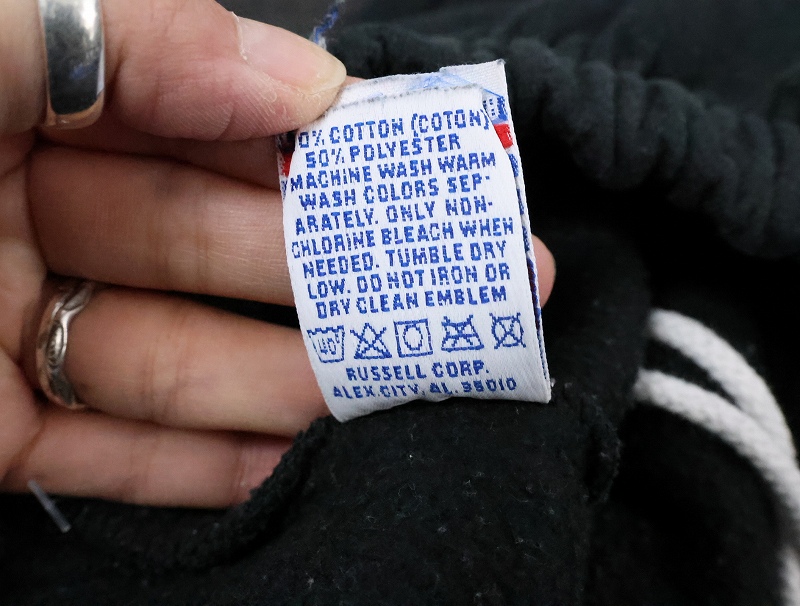 0% COTTON (COTON)
50% POLYESTER
MACHINE WASH WARM
WASH COLORS SEP-
ARATELY. ONLY NON-
CHLORINE BLEACH WHEN
NEEDED. TUMBLE DRY
LOW. DO NOT IRON OR
DRY CLEAN EMBLEM
40
RUSSELL CORP.
ALEX.CITY, AL. 35010